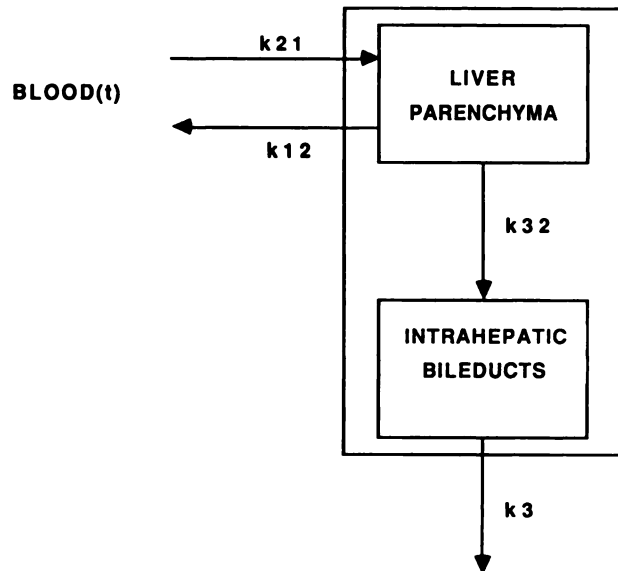 k21
BLOOD(t)
k12
LIVER
PARENCHYMA
k32
INTRAHEPATIC
BILEDUCTS
k3